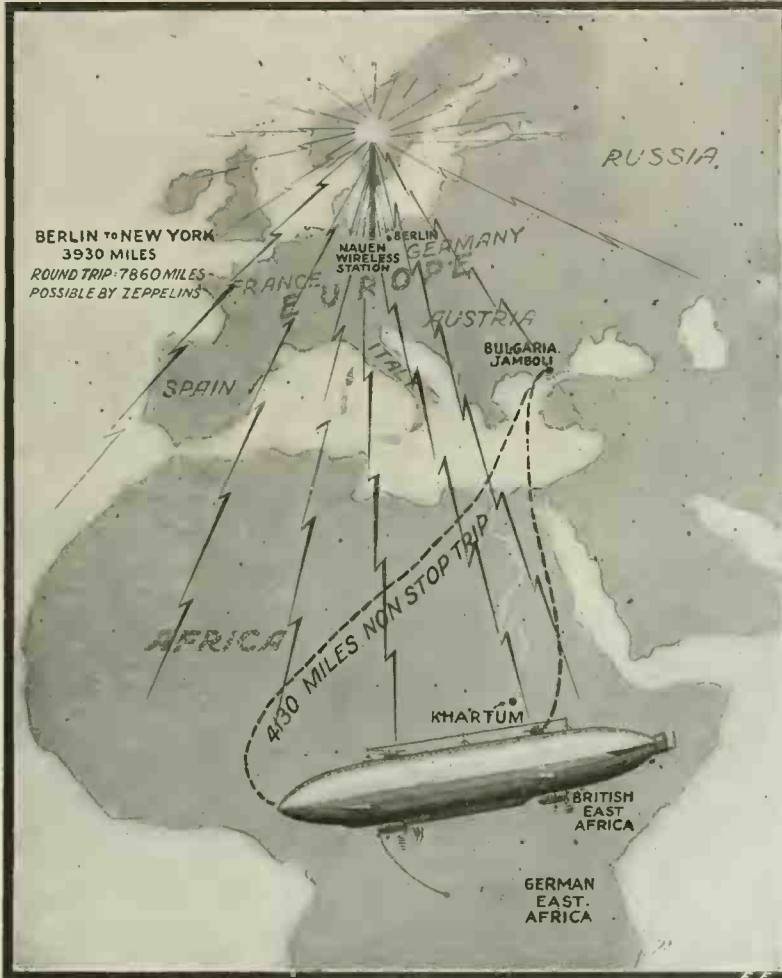 RUSSIA
BERLIN TO NEW YORK
3930 MILES
ROUND TRIP: 7860 MILES
POSSIBLE BY ZEPPELINS
BERLIN
NAUEN
WIRELESS
STATION
GERMANY
FRANCE
EUROPE
AUSTRIA
BULGARIA
JAMBOLI
ITALY
SPAIN
AFRICA
4130 MILES NON STOP TRIP
KHARTUM
BRITISH
EAST
AFRICA
GERMAN
EAST.
AFRICA